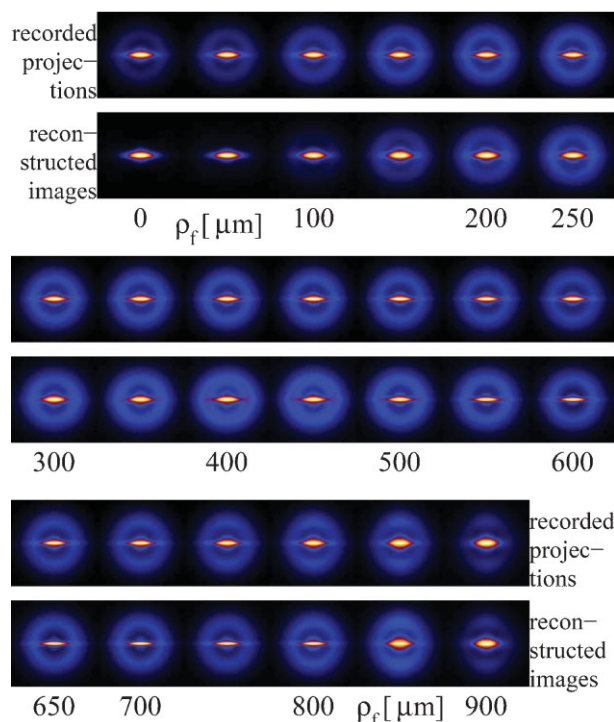 recorded
projec−
tions
recon−
structed
images
0 ρf [ μm] 100 200 250
300 400 500 600
recorded
projec−
tions
recon−
structed
images
650 700 800 ρf [ μm] 900